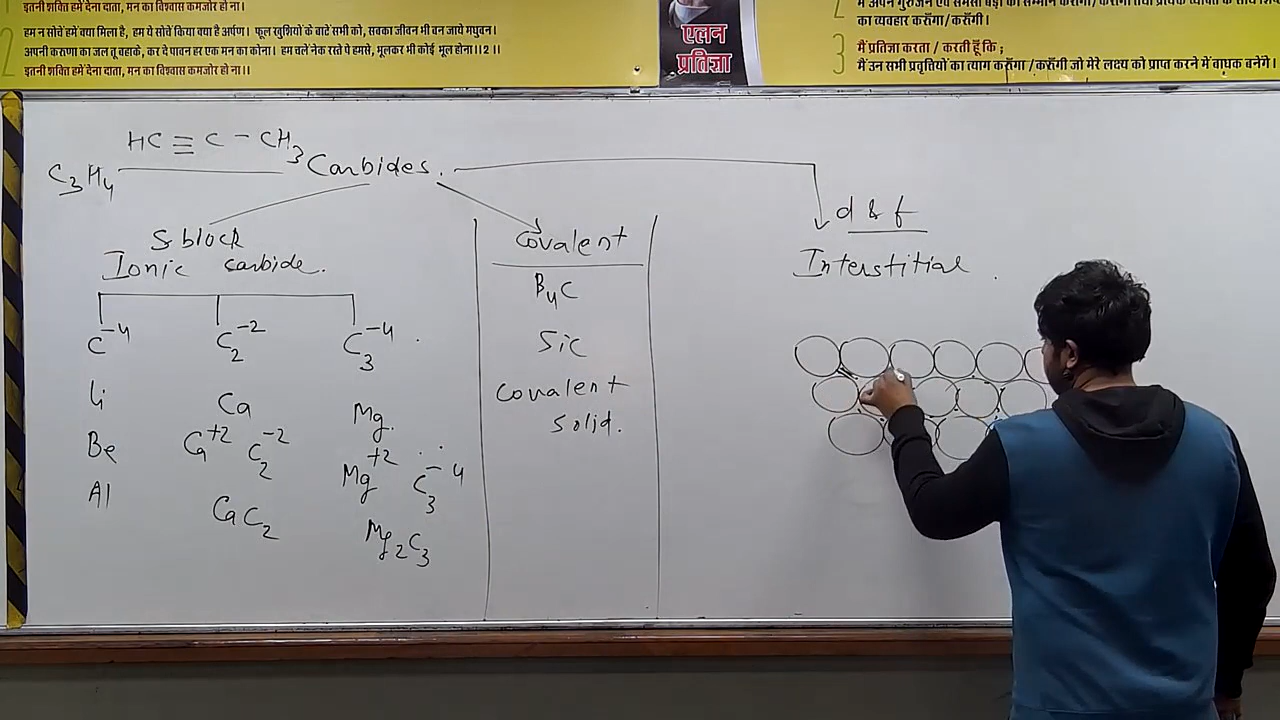 इतनी शक्ति हमें देना दाता, मन का विश्वास कमजोर हो ना।
हम न सोचें हमें क्या मिला है, हम ये सोचें किया क्या है अर्पण। फूल खुशियों के बाटे सभी को, सबका जीवन भी बन जाये मधुवन।
2 अपनी करुणा का जल तू बहाके, कर दे पावन हर एक मन का कोना। हम चलें नेक रस्ते पे हमसे, भूलकर भी कोई भूल होना।।2।।
इतनी शक्ति हमें देना दाता, मन का विश्वास कमजोर हो ना।।
एलन
प्रतिज्ञा
2
का व्यवहार करूँगा/करूँगी।
3 मैं प्रतिज्ञा करता / करती हूँ कि ;
मैं उन सभी प्रवृत्तियों का त्याग करूँगा/करूँगी जो मेरे लक्ष्य को प्राप्त करने में बाधक बनेंगे।
HC ≡ C - CH3
C3H4
Carbides.
S block
Ionic carbide.
C-4 C2-2 C3-4
Li Ca Mg.
Be Ca+2 C2-2 Mg+2 C3-4
Al CaC2 Mg2C3
Covalent
B4C
SiC
Covalent
solid.
d & f
Interstitial.